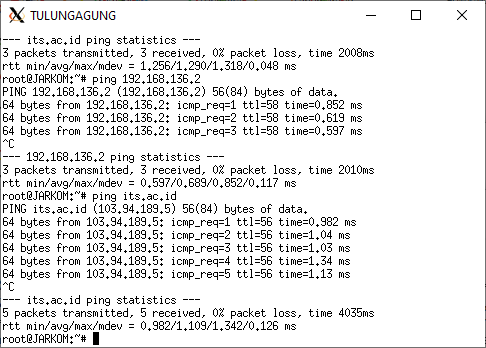 TULUNGAGUNG
--- its.ac.id ping statistics ---
3 packets transmitted, 3 received, 0% packet loss, time 2008ms
rtt min/avg/max/mdev = 1.256/1.290/1.318/0.048 ms
root@JARKOM:~# ping 192.168.136.2
PING 192.168.136.2 (192.168.136.2) 56(84) bytes of data.
64 bytes from 192.168.136.2: icmp_req=1 ttl=58 time=0.852 ms
64 bytes from 192.168.136.2: icmp_req=2 ttl=58 time=0.619 ms
64 bytes from 192.168.136.2: icmp_req=3 ttl=58 time=0.597 ms
^C
--- 192.168.136.2 ping statistics ---
3 packets transmitted, 3 received, 0% packet loss, time 2010ms
rtt min/avg/max/mdev = 0.597/0.689/0.852/0.117 ms
root@JARKOM:~# ping its.ac.id
PING its.ac.id (103.94.189.5) 56(84) bytes of data.
64 bytes from 103.94.189.5: icmp_req=1 ttl=56 time=0.982 ms
64 bytes from 103.94.189.5: icmp_req=2 ttl=56 time=1.04 ms
64 bytes from 103.94.189.5: icmp_req=3 ttl=56 time=1.03 ms
64 bytes from 103.94.189.5: icmp_req=4 ttl=56 time=1.34 ms
64 bytes from 103.94.189.5: icmp_req=5 ttl=56 time=1.13 ms
^C
--- its.ac.id ping statistics ---
5 packets transmitted, 5 received, 0% packet loss, time 4035ms
rtt min/avg/max/mdev = 0.982/1.109/1.342/0.126 ms
root@JARKOM:~#